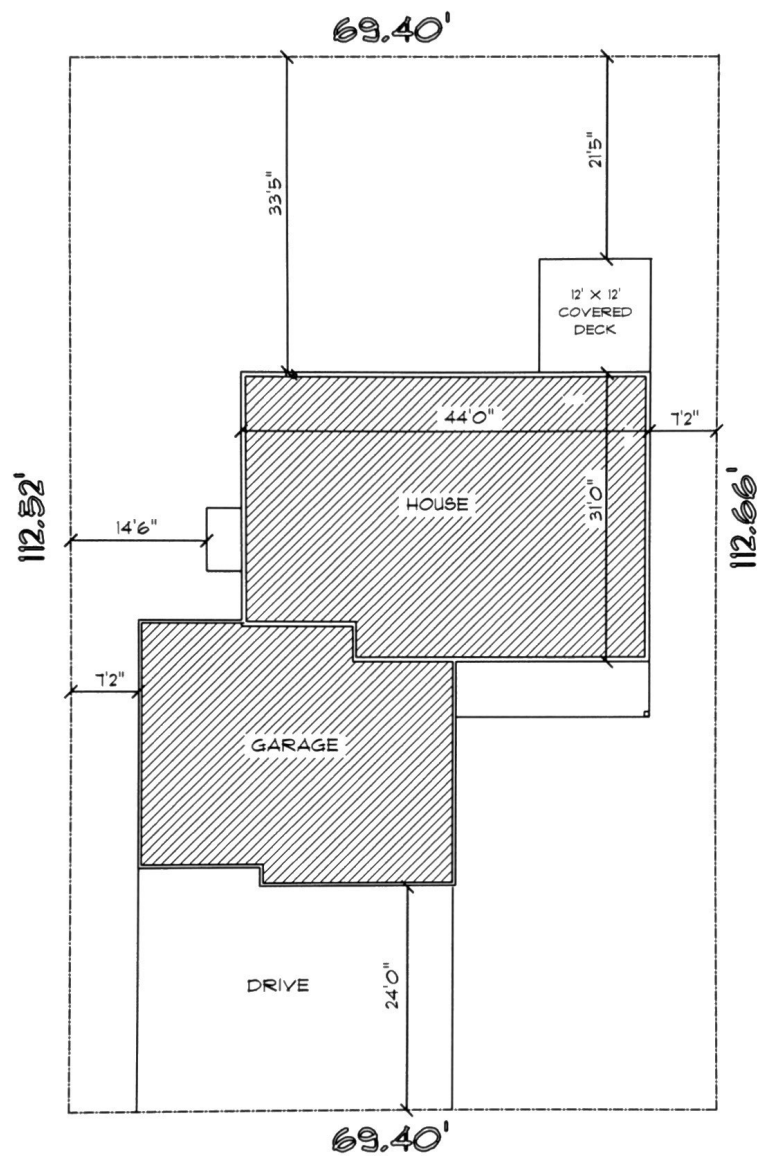 69.40'
33'5"
21'5"
12' X 12'
COVERED
DECK
44'0"
7'2"
112.52'
112.66'
HOUSE
31'0"
14'6"
7'2"
GARAGE
DRIVE
24'0"
69.40'